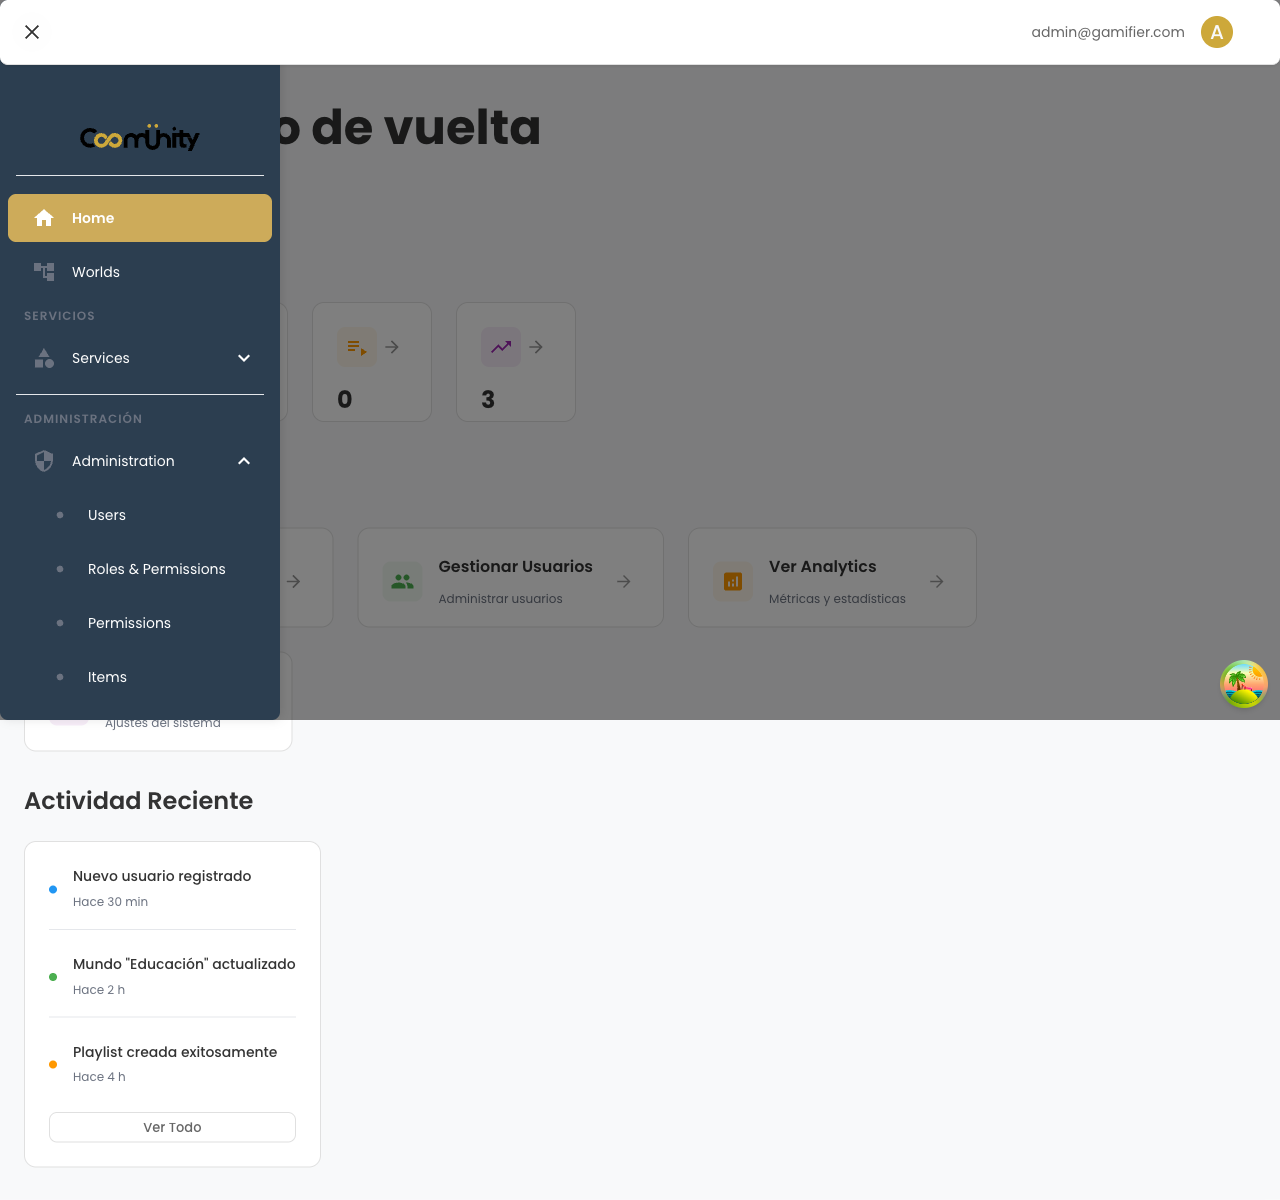 admin@gamifier.com
A
CoomÜnity
o de vuelta
Home
Worlds
SERVICIOS
Services
0
3
ADMINISTRACIÓN
Administration
Users
Roles & Permissions
Permissions
Items
Gestionar Usuarios
Administrar usuarios
Ver Analytics
Métricas y estadísticas
Ajustes del sistema
Actividad Reciente
Nuevo usuario registrado
Hace 30 min
Mundo "Educación" actualizado
Hace 2 h
Playlist creada exitosamente
Hace 4 h
Ver Todo